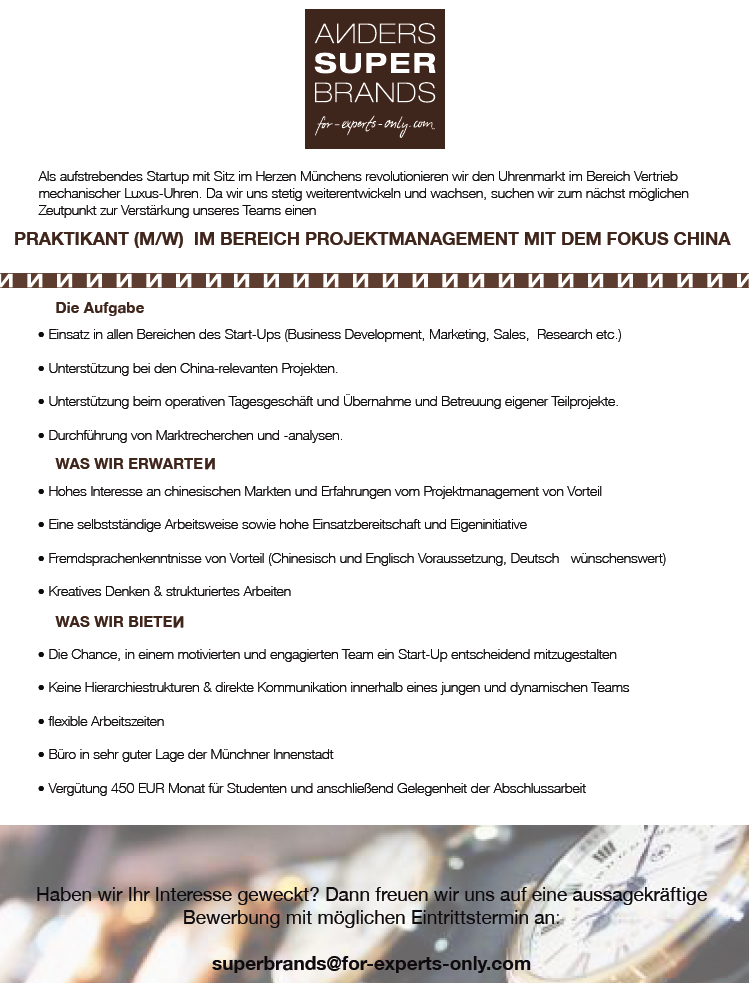 ANDERS
SUPER
BRANDS
for-experts-only.com
Als aufstrebendes Startup mit Sitz im Herzen Münchens revolutionieren wir den Uhrenmarkt im Bereich Vertrieb
mechanischer Luxus-Uhren. Da wir uns stetig weiterentwickeln und wachsen, suchen wir zum nächst möglichen
Zeutpunkt zur Verstärkung unseres Teams einen
PRAKTIKANT (M/W) IM BEREICH PROJEKTMANAGEMENT MIT DEM FOKUS CHINA
Die Aufgabe
• Einsatz in allen Bereichen des Start-Ups (Business Development, Marketing, Sales, Research etc.)
• Unterstützung bei den China-relevanten Projekten.
• Unterstützung beim operativen Tagesgeschäft und Übernahme und Betreuung eigener Teilprojekte.
• Durchführung von Marktrecherchen und -analysen.
WAS WIR ERWARTEN
• Hohes Interesse an chinesischen Markten und Erfahrungen vom Projektmanagement von Vorteil
• Eine selbstständige Arbeitsweise sowie hohe Einsatzbereitschaft und Eigeninitiative
• Fremdsprachenkenntnisse von Vorteil (Chinesisch und Englisch Voraussetzung, Deutsch wünschenswert)
• Kreatives Denken & strukturiertes Arbeiten
WAS WIR BIETEN
• Die Chance, in einem motivierten und engagierten Team ein Start-Up entscheidend mitzugestalten
• Keine Hierarchiestrukturen & direkte Kommunikation innerhalb eines jungen und dynamischen Teams
• flexible Arbeitszeiten
• Büro in sehr guter Lage der Münchner Innenstadt
• Vergütung 450 EUR Monat für Studenten und anschließend Gelegenheit der Abschlussarbeit
Haben wir Ihr Interesse geweckt? Dann freuen wir uns auf eine aussagekräftige
Bewerbung mit möglichen Eintrittstermin an:
superbrands@for-experts-only.com